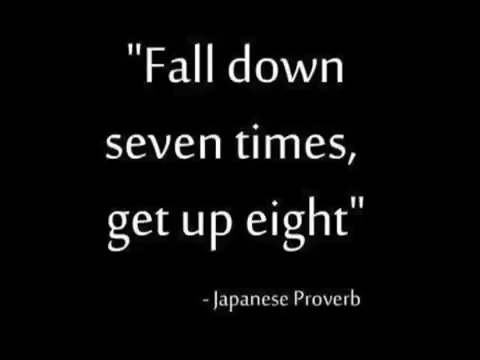 "Fall down
seven times,
get up eight"
- Japanese Proverb